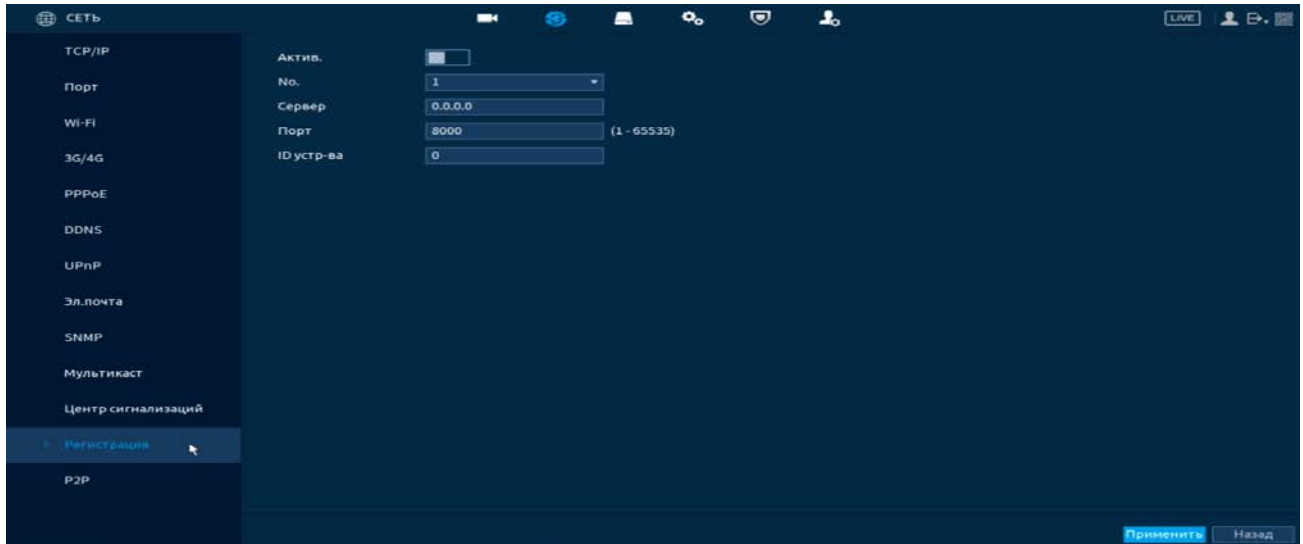 СЕТЬ
LIVE
TCP/IP
Порт
Wi-Fi
3G/4G
PPPoE
DDNS
UPnP
Эл.почта
SNMP
Мультикаст
Центр сигнализаций
Регистрация
P2P
Актив.
No. 1
Сервер 0.0.0.0
Порт 8000 (1 - 65535)
ID устр-ва 0
Применить Назад